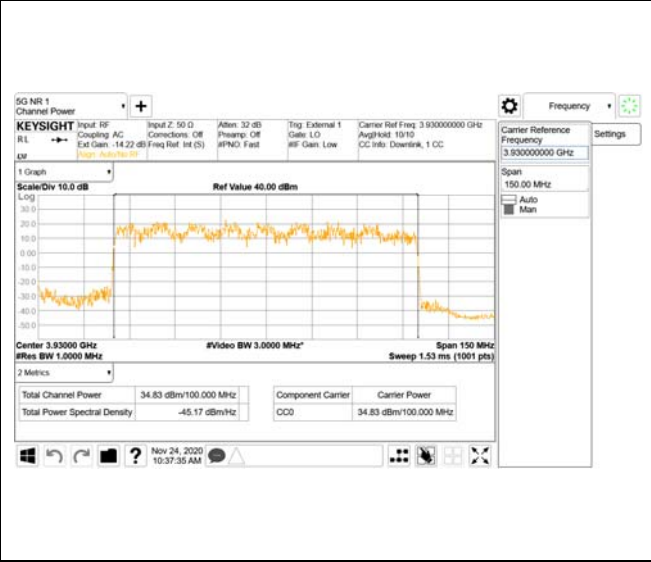 5G NR 1
Channel Power
Frequency
KEYSIGHT
RL
Input: RF
Coupling: AC
Ext Gain: -14.22 dB
Align: Auto/No RF
Input Z: 50 Ω
Corrections: Off
Freq Ref: Int (S)
Atten: 32 dB
Preamp: Off
#PNO: Fast
Trig: External 1
Gate: LO
#IF Gain: Low
Carrier Ref Freq: 3.930000000 GHz
Avg|Hold: 10/10
CC Info: Downlink, 1 CC
Carrier Reference
Frequency
3.930000000 GHz
Settings
Span
150.00 MHz
Auto
Man
1 Graph
Scale/Div 10.0 dB
Ref Value 40.00 dBm
Log
30.0
20.0
10.0
0.00
-10.0
-20.0
-30.0
-40.0
-50.0
Center 3.93000 GHz
#Video BW 3.0000 MHz*
Span 150 MHz
#Res BW 1.0000 MHz
Sweep 1.53 ms (1001 pts)
2 Metrics
Total Channel Power
34.83 dBm/100.000 MHz
Total Power Spectral Density
-45.17 dBm/Hz
Component Carrier
Carrier Power
CC0
34.83 dBm/100.000 MHz
?
Nov 24, 2020
10:37:35 AM